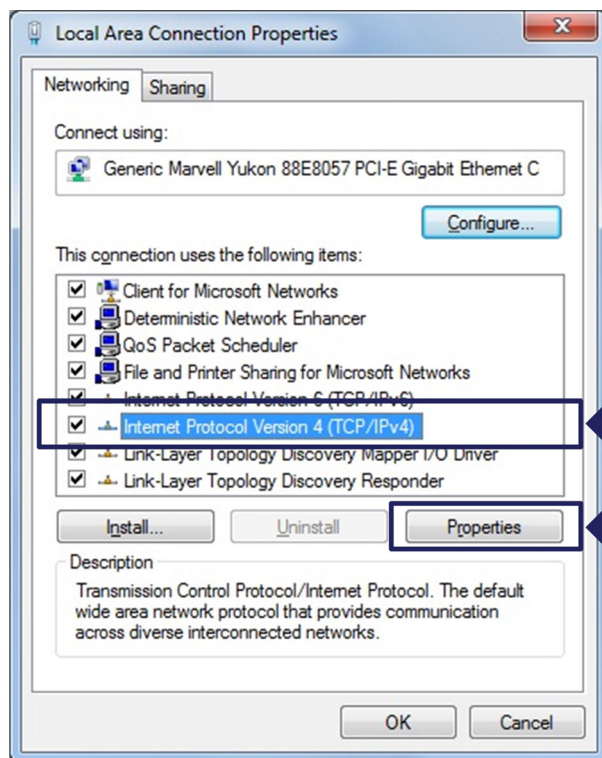 Local Area Connection Properties
Networking
Sharing
Connect using:
Generic Marvell Yukon 88E8057 PCI-E Gigabit Ethernet C
Configure...
This connection uses the following items:
Client for Microsoft Networks
Deterministic Network Enhancer
QoS Packet Scheduler
File and Printer Sharing for Microsoft Networks
Internet Protocol Version 6 (TCP/IPv6)
Internet Protocol Version 4 (TCP/IPv4)
Link-Layer Topology Discovery Mapper I/O Driver
Link-Layer Topology Discovery Responder
Install...
Uninstall
Properties
Description
Transmission Control Protocol/Internet Protocol. The default
wide area network protocol that provides communication
across diverse interconnected networks.
OK
Cancel